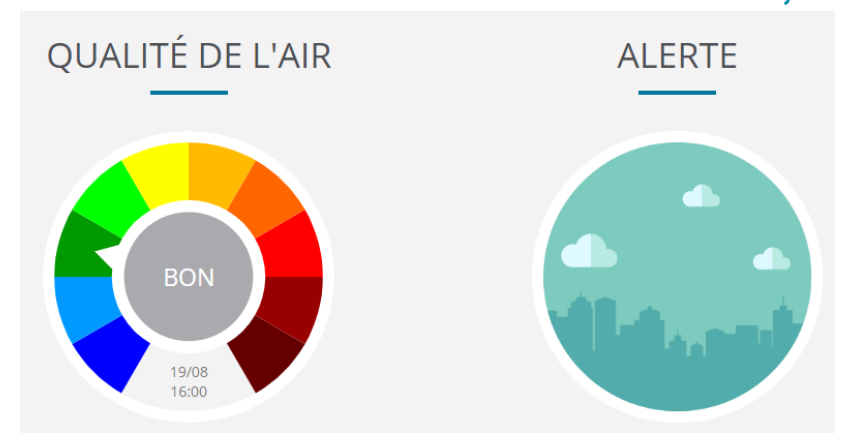 QUALITÉ DE L'AIR
BON
19/08
16:00
ALERTE